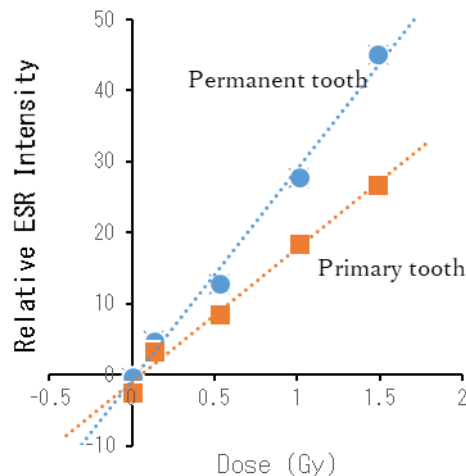 50
Permanent tooth
40
30
20
Primary tooth
10
0
-0.5 0 0.5 1 1.5 2
-10
Dose (Gy)
Relative ESR Intensity